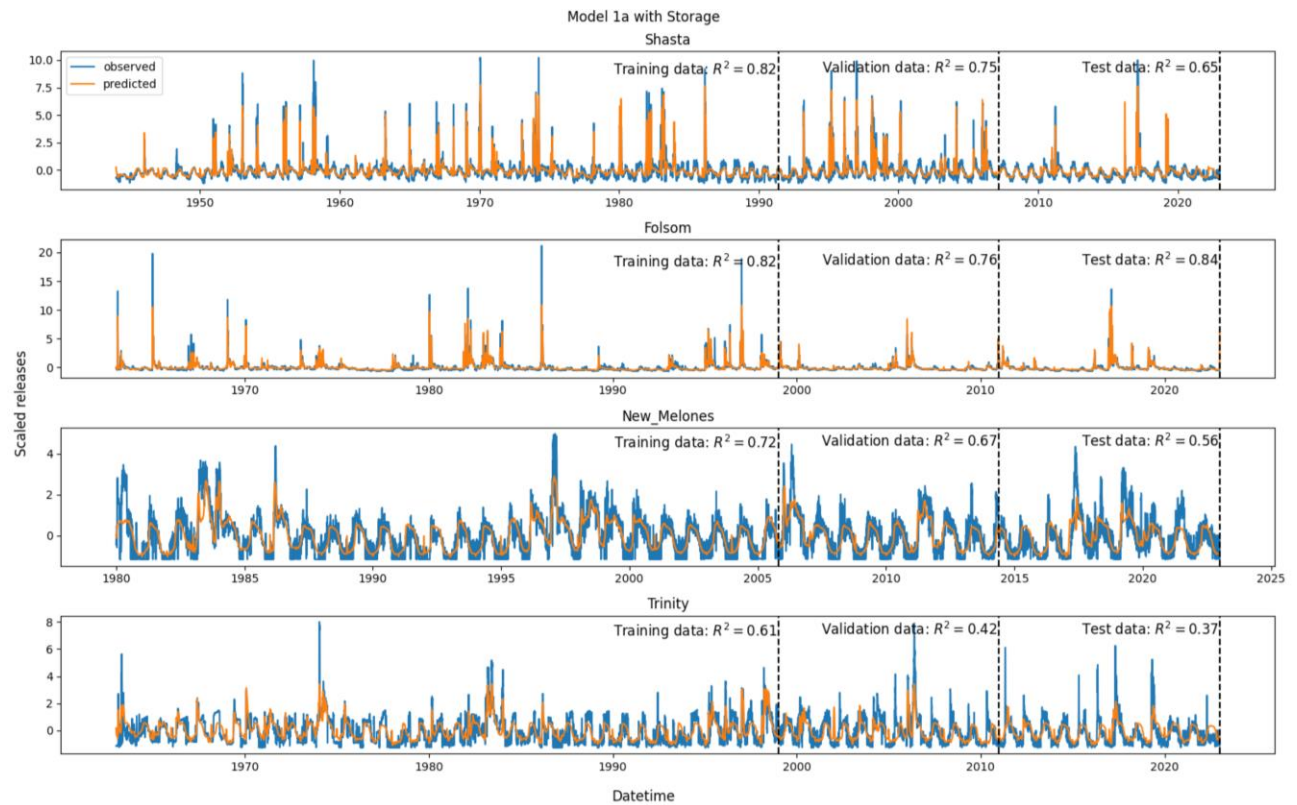 Model 1a with Storage
Shasta
observed
predicted
Training data: R² = 0.82
Validation data: R² = 0.75
Test data: R² = 0.65
10.0
7.5
5.0
2.5
0.0
1950 1960 1970 1980 1990 2000 2010 2020
Folsom
Training data: R² = 0.82
Validation data: R² = 0.76
Test data: R² = 0.84
20
15
10
5
0
1970 1980 1990 2000 2010 2020
Scaled releases
New_Melones
Training data: R² = 0.72
Validation data: R² = 0.67
Test data: R² = 0.56
4
2
0
1980 1985 1990 1995 2000 2005 2010 2015 2020 2025
Trinity
Training data: R² = 0.61
Validation data: R² = 0.42
Test data: R² = 0.37
8
6
4
2
0
1970 1980 1990 2000 2010 2020
Datetime